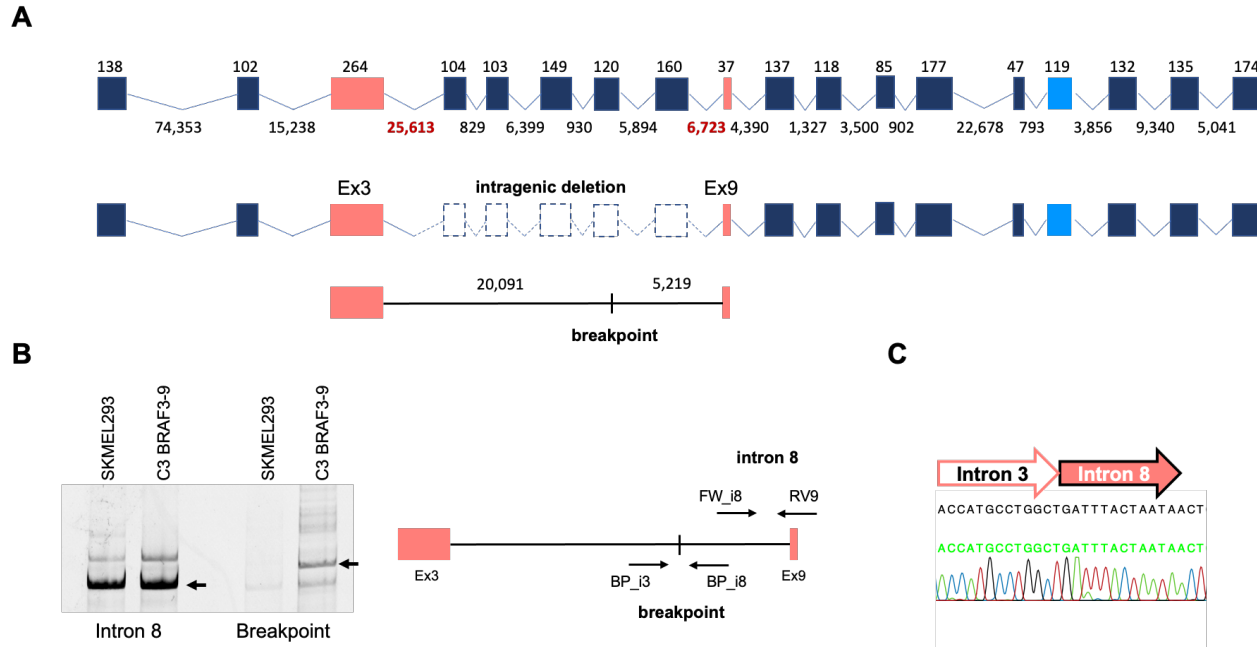 A
138 102 264 104 103 149 120 160 37 137 118 85 177 47 119 132 135 174
74,353 15,238 25,613 829 6,399 930 5,894 6,723 4,390 1,327 3,500 902 22,678 793 3,856 9,340 5,041
Ex3 intragenic deletion Ex9
20,091 5,219
breakpoint
B
SKMEL293
C3 BRAF3-9
SKMEL293
C3 BRAF3-9
Intron 8 Breakpoint
intron 8
FW_i8 RV9
Ex3 Ex9
BP_i3 BP_i8
breakpoint
C
Intron 3 Intron 8
ACCATGCCTGGCTGATTTACTAATAACT
ACCATGCCTGGCTGATTTACTAATAACT